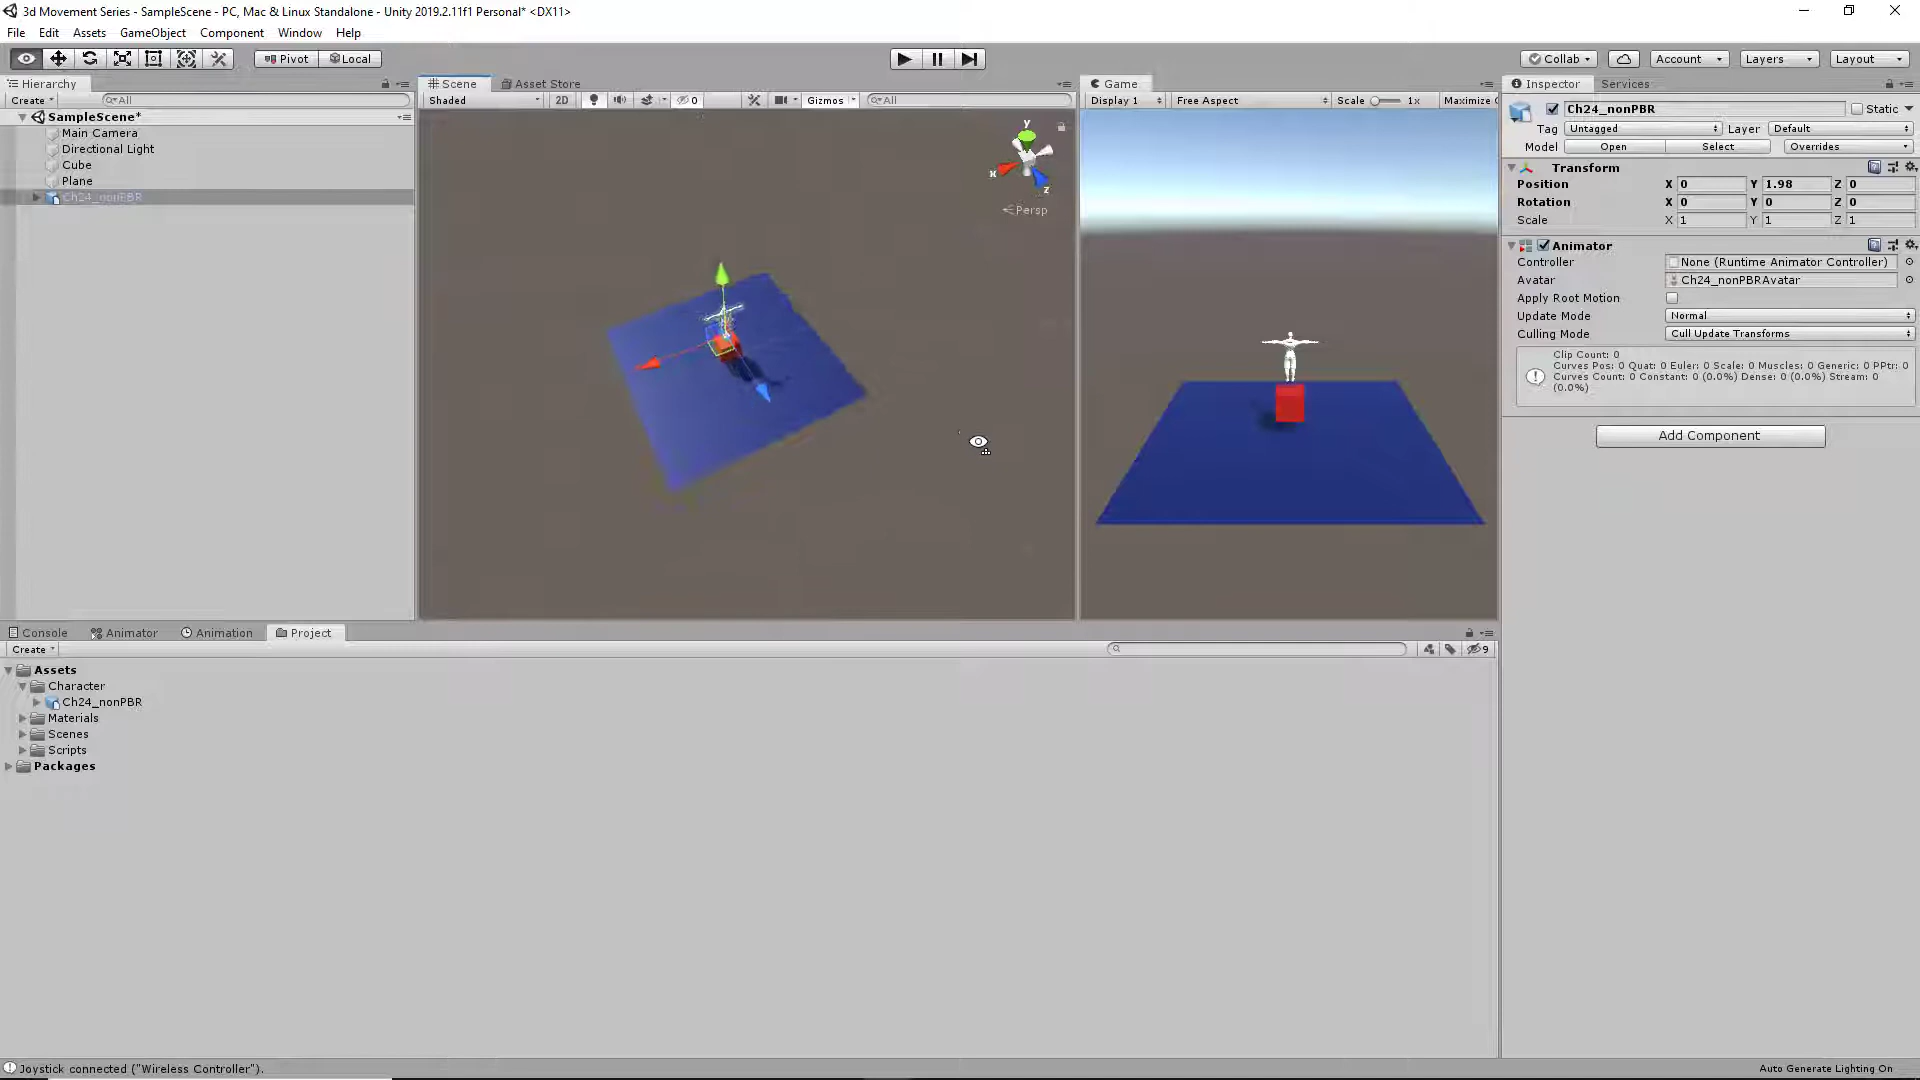 3d Movement Series - SampleScene - PC, Mac & Linux Standalone - Unity 2019.2.11f1 Personal* <DX11>
File Edit Assets GameObject Component Window Help
Pivot Local Collab Account Layers Layout
Hierarchy
Create All
SampleScene*
Main Camera
Directional Light
Cube
Plane
Ch24_nonPBR
Scene Asset Store
Shaded 2D 0 Gizmos All
y
x
z
Persp
Game
Display 1 Free Aspect Scale 1x Maximize
Inspector Services
Ch24_nonPBR Static
Tag Untagged Layer Default
Model Open Select Overrides
Transform
Position X 0 Y 1.98 Z 0
Rotation X 0 Y 0 Z 0
Scale X 1 Y 1 Z 1
Animator
Controller None (Runtime Animator Controller)
Avatar Ch24_nonPBRAvatar
Apply Root Motion
Update Mode Normal
Culling Mode Cull Update Transforms
Clip Count: 0
Curves Pos: 0 Quat: 0 Euler: 0 Scale: 0 Muscles: 0 Generic: 0 PPtr: 0
Curves Count: 0 Constant: 0 (0.0%) Dense: 0 (0.0%) Stream: 0
(0.0%)
Add Component
Console Animator Animation Project
Create 9
Assets
Character
Ch24_nonPBR
Materials
Scenes
Scripts
Packages
Joystick connected ("Wireless Controller").
Auto Generate Lighting On